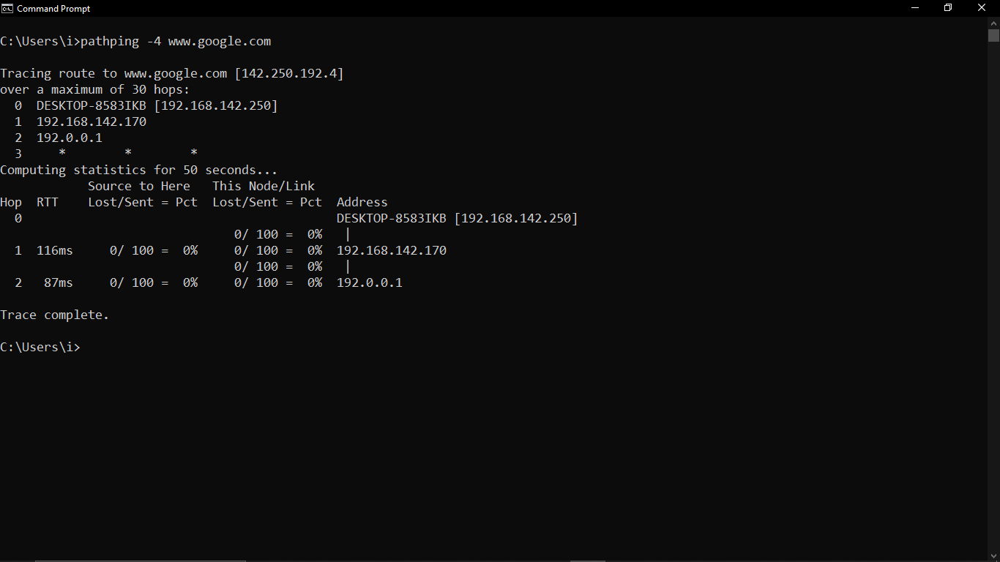 Command Prompt
C:\Users\i>pathping -4 www.google.com
Tracing route to www.google.com [142.250.192.4]
over a maximum of 30 hops:
  0  DESKTOP-8583IKB [192.168.142.250]
  1  192.168.142.170
  2  192.0.0.1
  3     *        *        *
Computing statistics for 50 seconds...
            Source to Here   This Node/Link
Hop  RTT    Lost/Sent = Pct  Lost/Sent = Pct  Address
  0                                           DESKTOP-8583IKB [192.168.142.250]
                                0/ 100 =  0%   |
  1  116ms     0/ 100 =  0%     0/ 100 =  0%  192.168.142.170
                                0/ 100 =  0%   |
  2   87ms     0/ 100 =  0%     0/ 100 =  0%  192.0.0.1
Trace complete.
C:\Users\i>